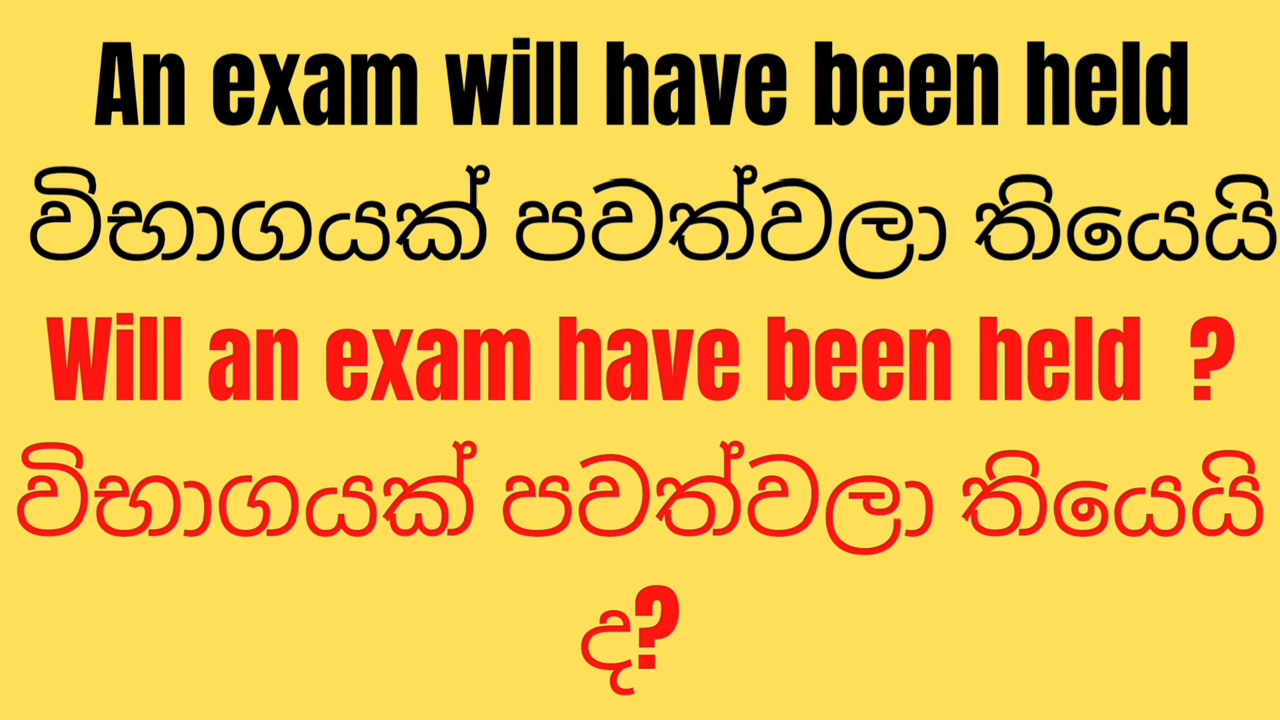 An exam will have been held
විභාගයක් පවත්වලා තියෙයි
Will an exam have been held ?
විභාගයක් පවත්වලා තියෙයි
ද?